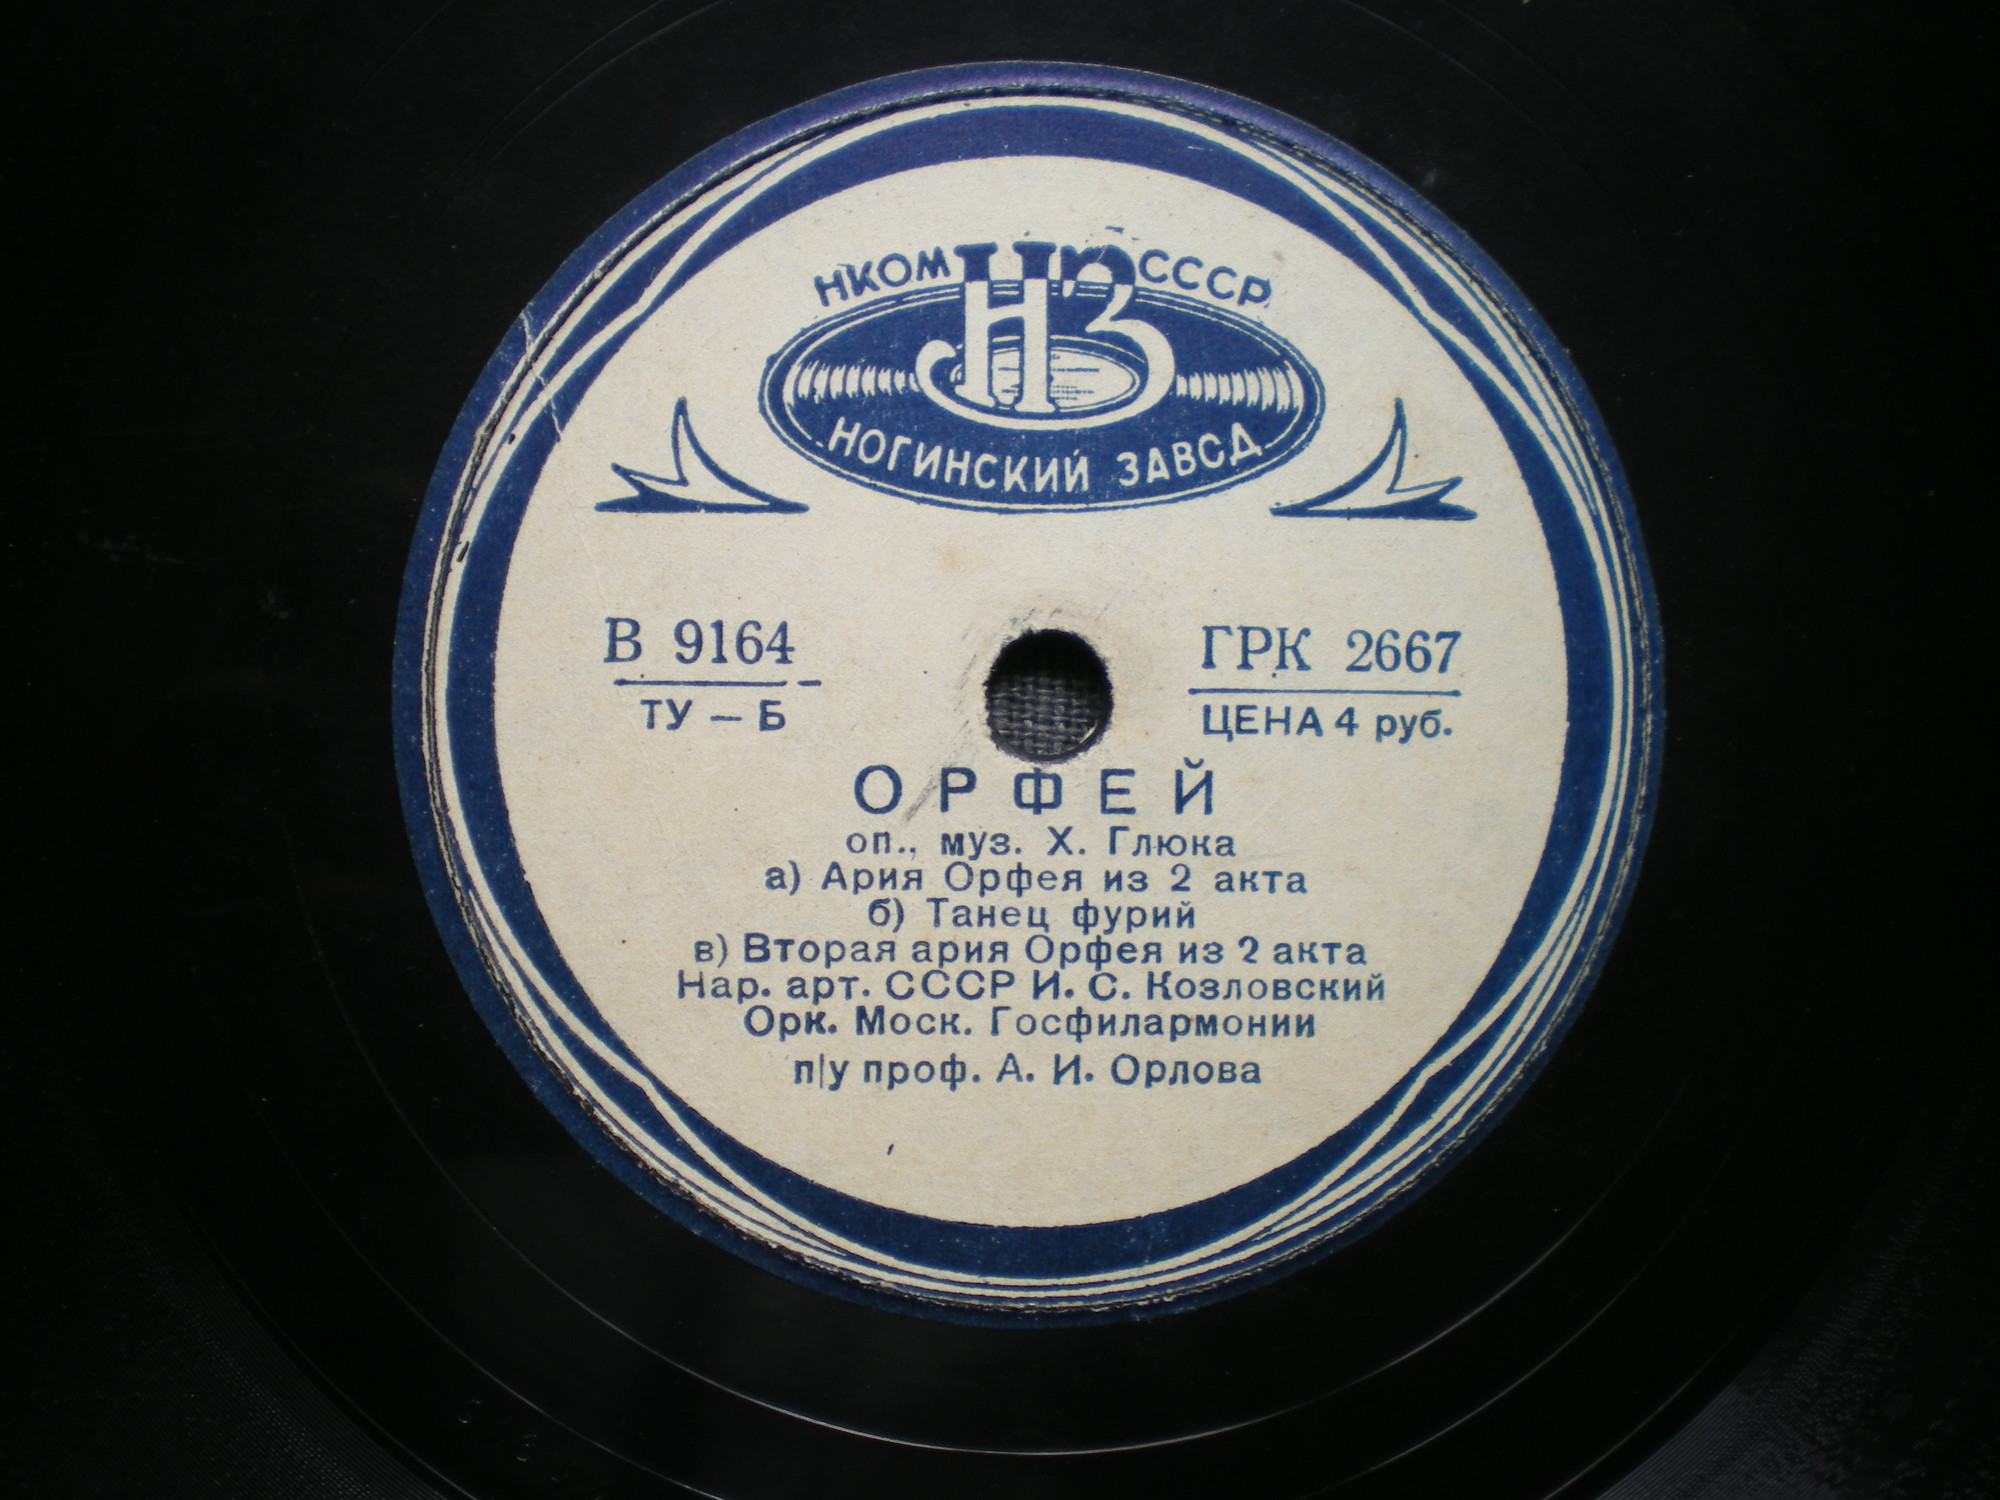 НКОМ НЗ СССР
НОГИНСКИЙ ЗАВОД
В 9164
ТУ — Б
ГРК 2667
ЦЕНА 4 руб.
ОРФЕЙ
оп., муз. Х. Глюка
а) Ария Орфея из 2 акта
б) Танец фурий
в) Вторая ария Орфея из 2 акта
Нар. арт. СССР И. С. Козловский
Орк. Моск. Госфилармонии
п|у проф. А. И. Орлова